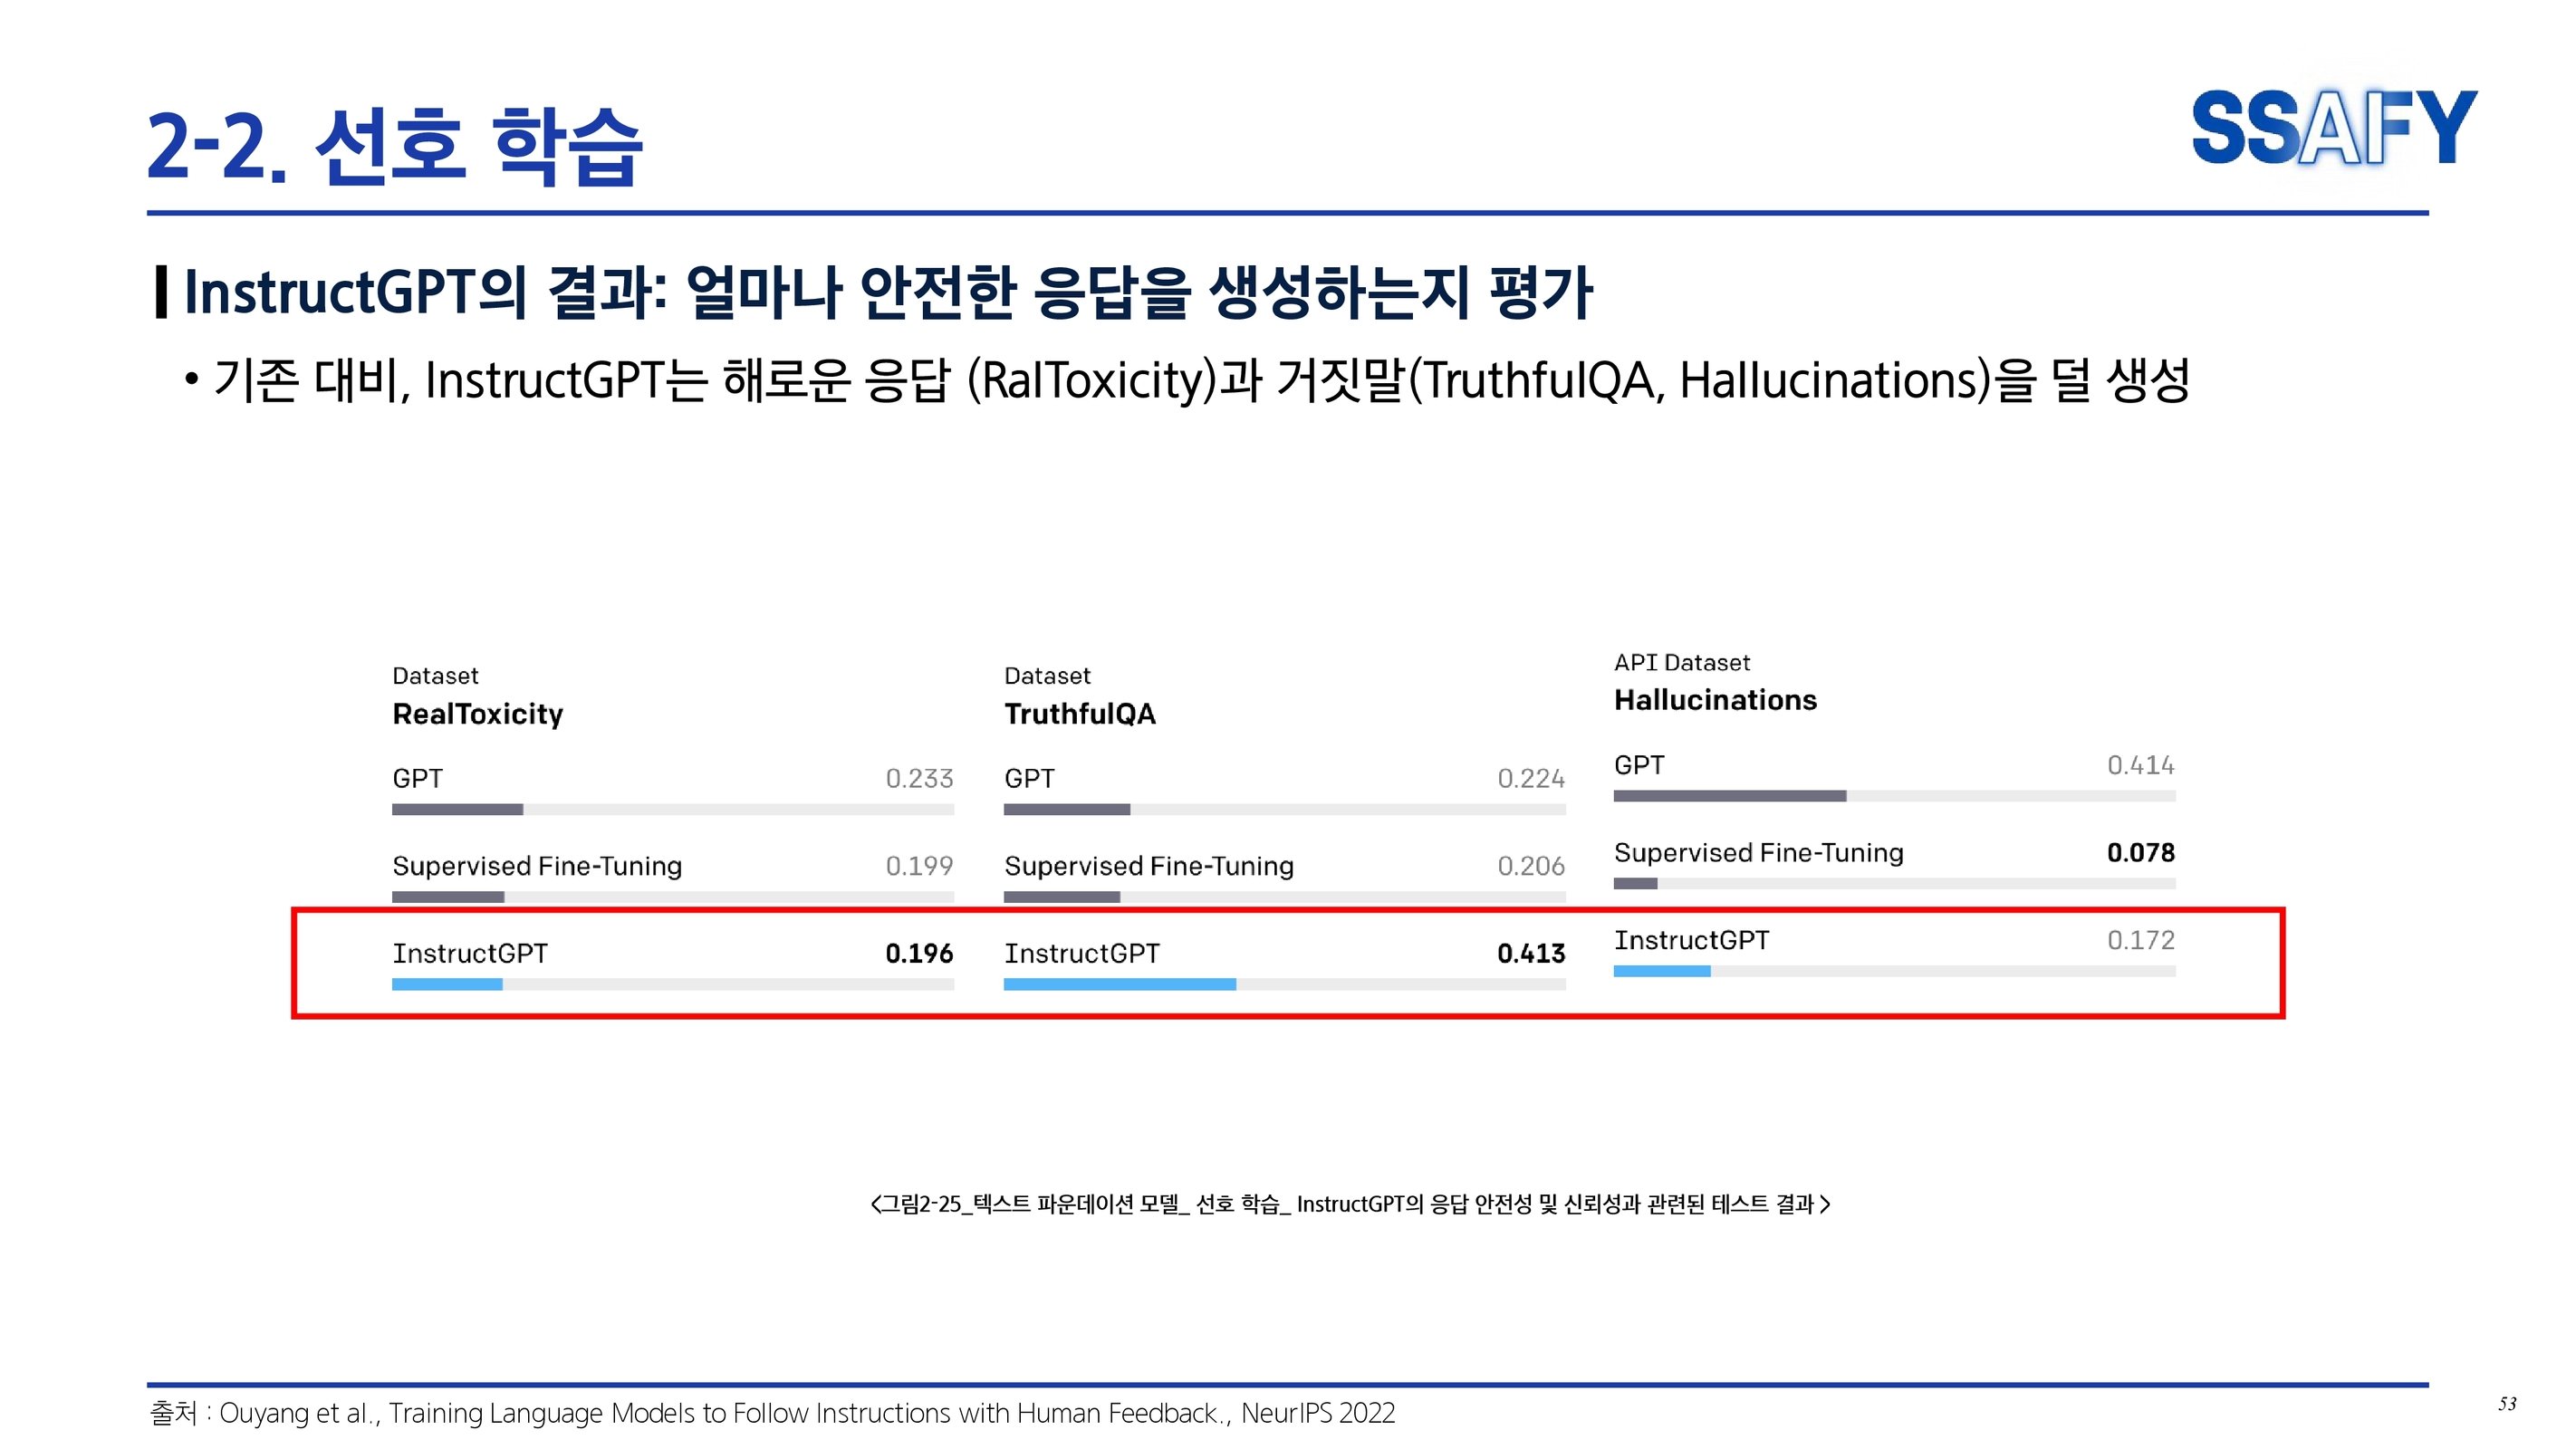 2-2. 선호 학습
SSAFY
InstructGPT의 결과: 얼마나 안전한 응답을 생성하는지 평가
• 기존 대비, InstructGPT는 해로운 응답 (RalToxicity)과 거짓말(TruthfulQA, Hallucinations)을 덜 생성
Dataset
RealToxicity
GPT 0.233
Supervised Fine-Tuning 0.199
InstructGPT 0.196
Dataset
TruthfulQA
GPT 0.224
Supervised Fine-Tuning 0.206
InstructGPT 0.413
API Dataset
Hallucinations
GPT 0.414
Supervised Fine-Tuning 0.078
InstructGPT 0.172
<그림2-25_텍스트 파운데이션 모델_ 선호 학습_ InstructGPT의 응답 안전성 및 신뢰성과 관련된 테스트 결과 >
출처 : Ouyang et al., Training Language Models to Follow Instructions with Human Feedback., NeurIPS 2022
53